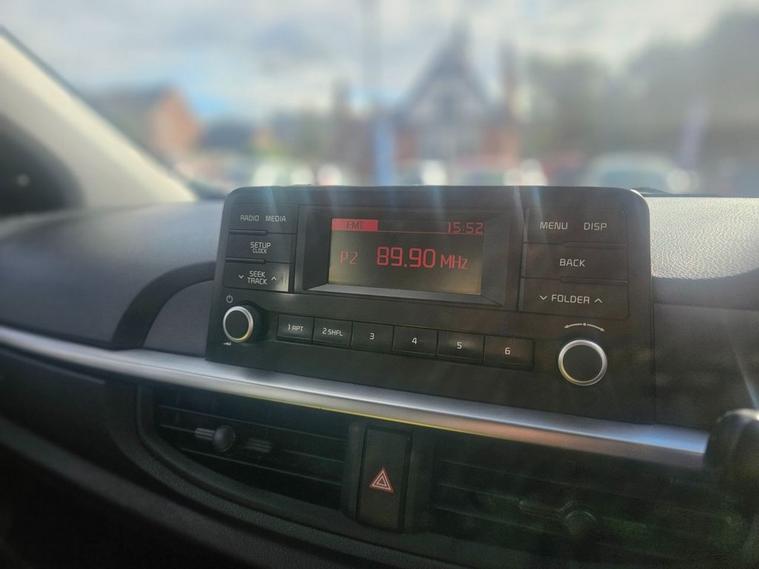 RADIO MEDIA
SETUP
CLOCK
SEEK
TRACK
FM1 15:52
P2 89.90 MHz
MENU DISP
BACK
FOLDER
1 RPT 2 SHFL 3 4 5 6